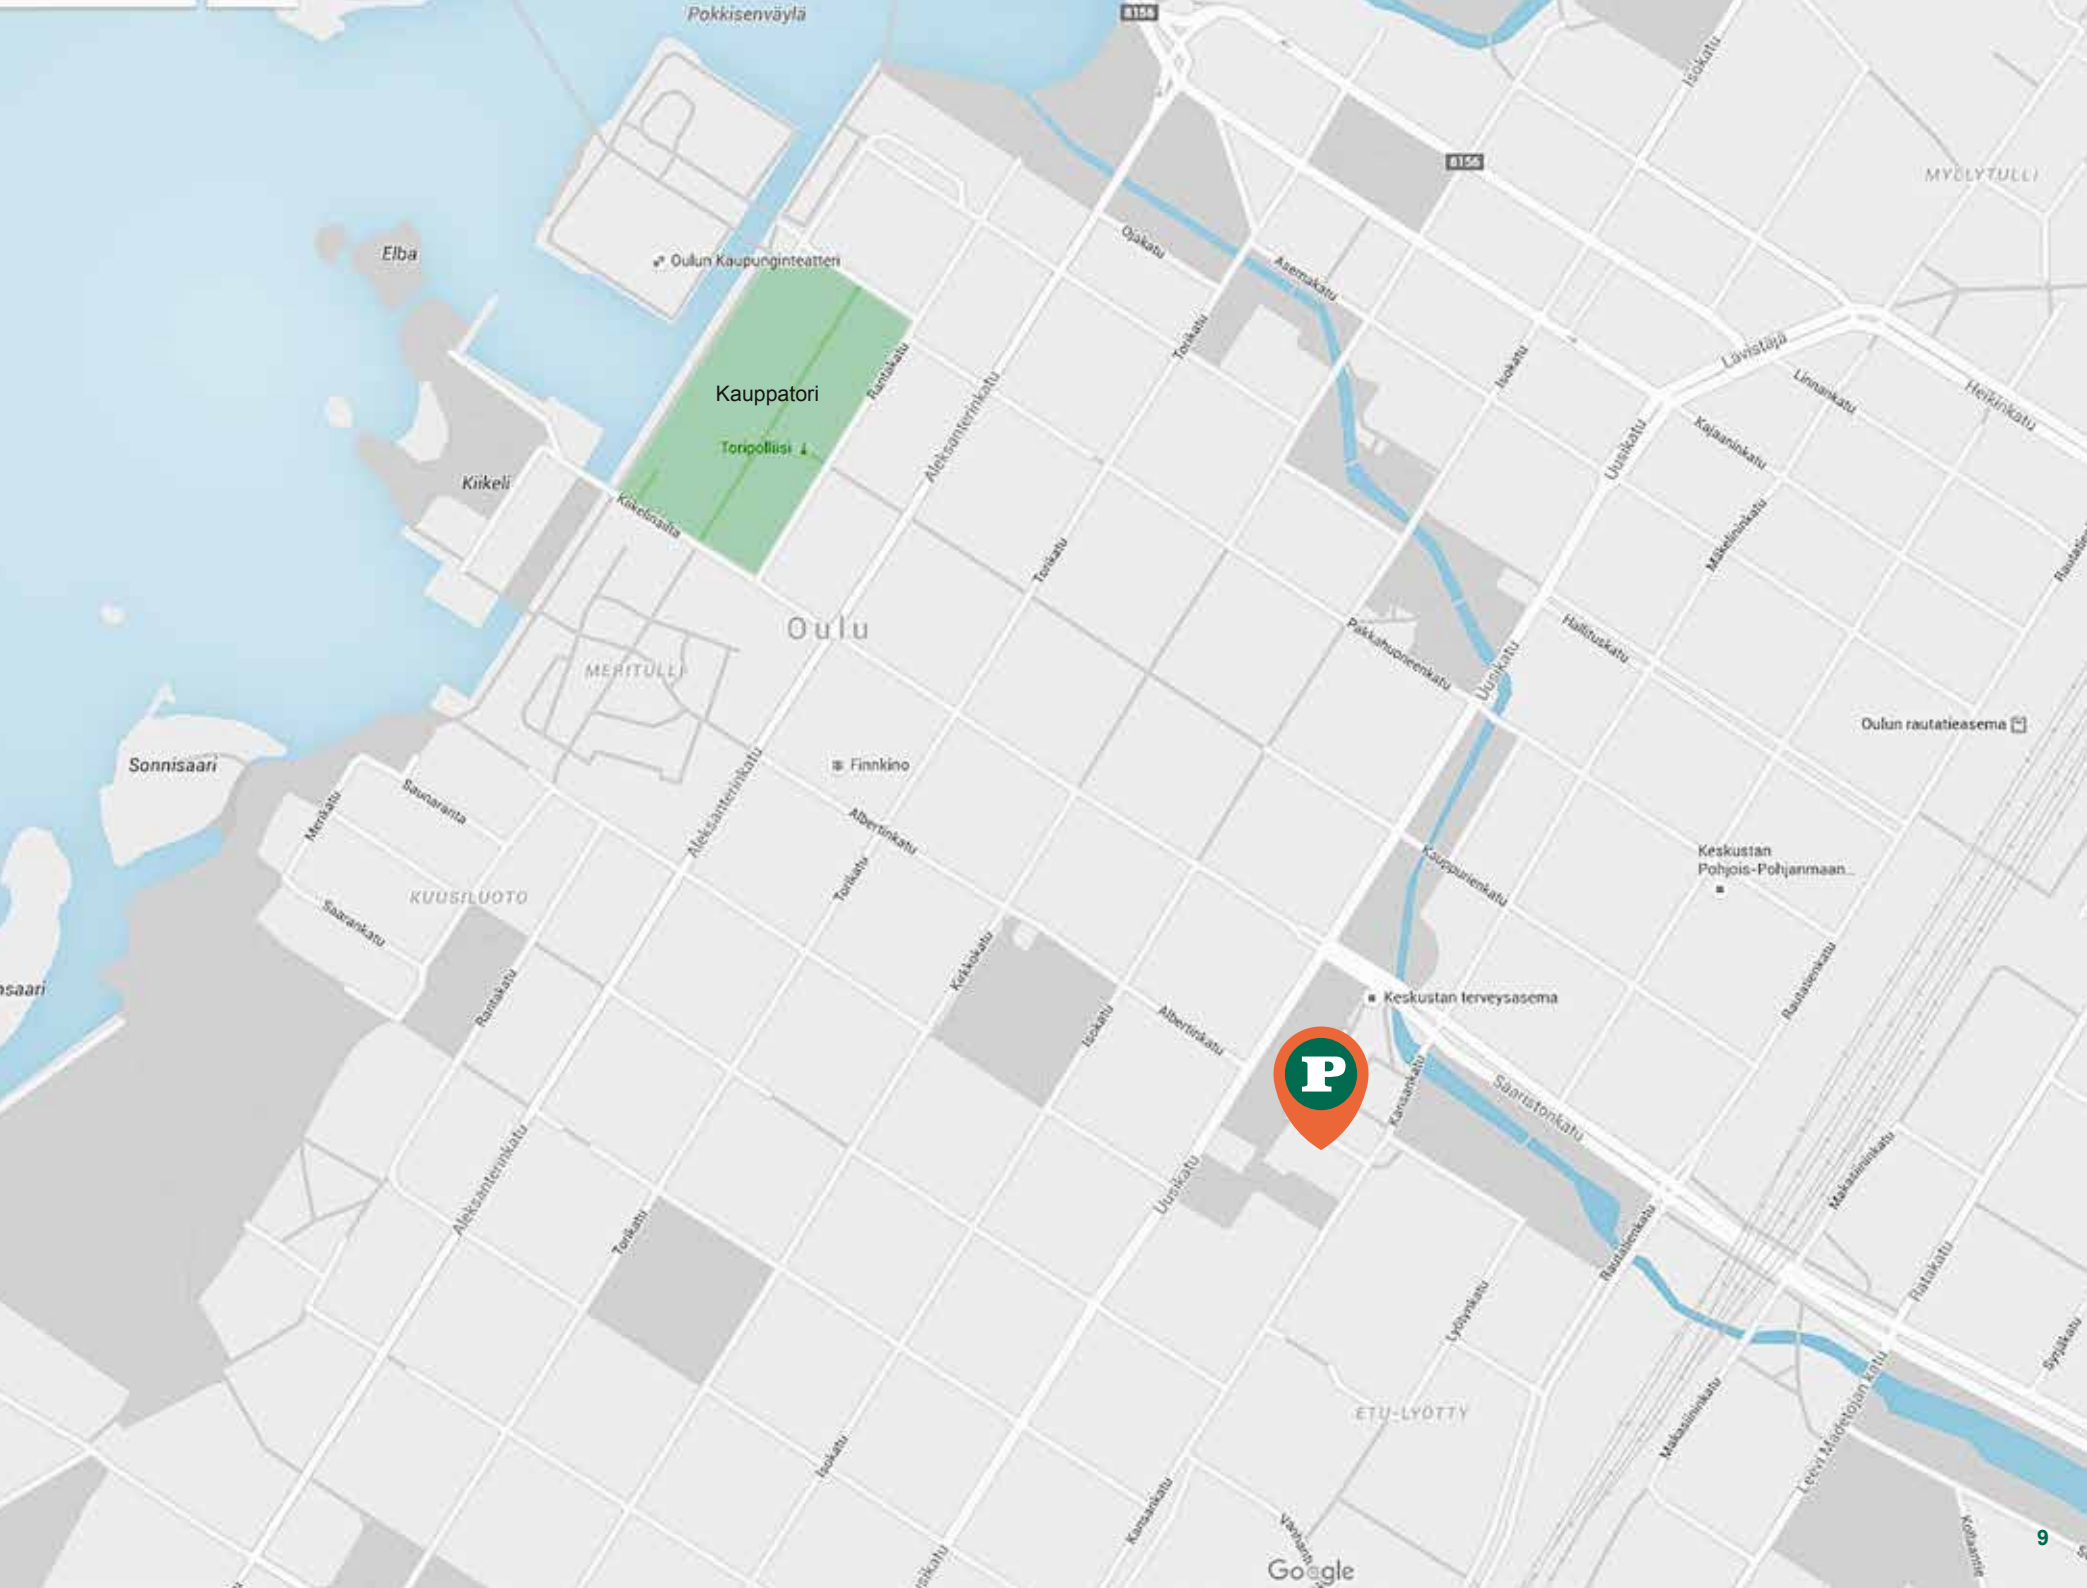 Pokkisenväylä
8156
Isokatu
8156
MYLLYTULLI
Elba
Oulun Kaupunginteatteri
Ojakatu
Asemakatu
Torikatu
Rantakatu
Kauppatori
Toripolliisi
Aleksanterinkatu
Isokatu
Lävistäjä
Linnankatu
Heikinkatu
Kajaaninkatu
Uusikatu
Kiikeli
Kiikelinsilta
Mäkelininkatu
Torikatu
Oulu
Pakkahuoneenkatu
Hallituskatu
Uusikatu
MERITULLI
Oulun rautatieasema
Sonnisaari
Finnkino
Merikatu
Saunaranta
Aleksanterinkatu
Albertinkatu
Torikatu
Kauppurienkatu
Keskustan
Pohjois-Pohjanmaan...
KUUSILUOTO
Saarankatu
Rantakatu
Kirkkokatu
Isokatu
Albertinkatu
Keskustan terveysasema
Rautatienkatu
P
Kansankatu
Saaristonkatu
Aleksanterinkatu
Uusikatu
Makasiininkatu
Torikatu
Rautatienkatu
Ratakatu
Lyötynkatu
Syrjäkatu
ETU-LYÖTTY
Makasiininkatu
Leevi Madetojan katu
Isokatu
Kansankatu
Google
9